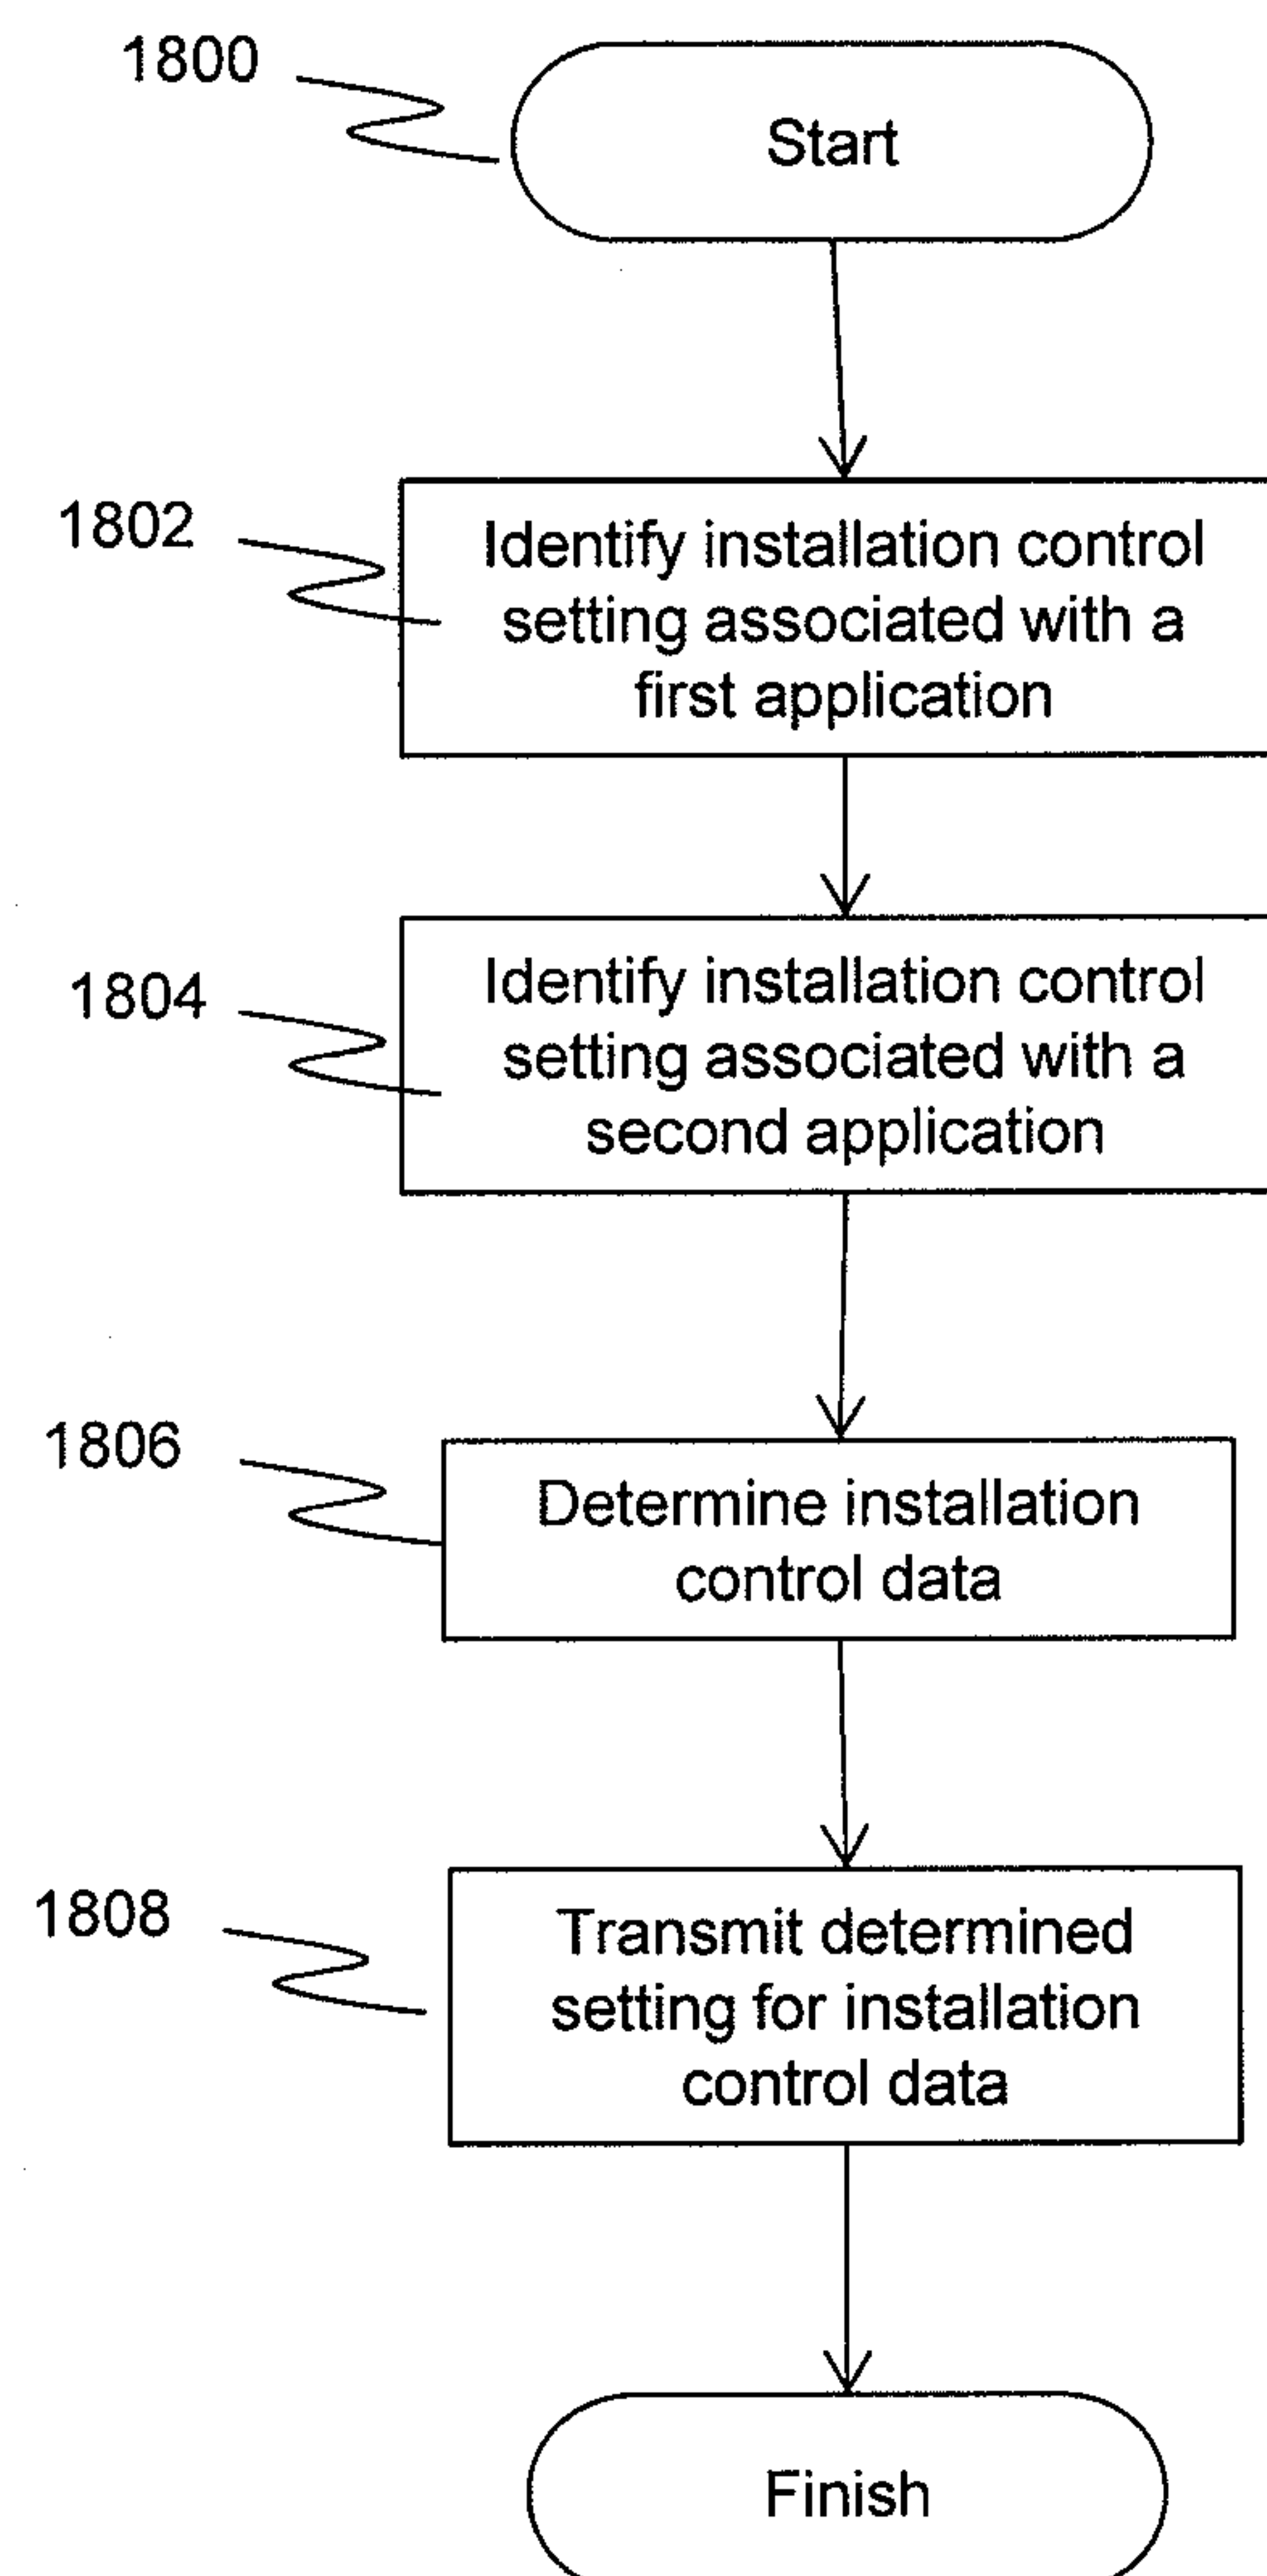 1800
Start
1802
Identify installation control
setting associated with a
first application
1804
Identify installation control
setting associated with a
second application
1806
Determine installation
control data
1808
Transmit determined
setting for installation
control data
Finish